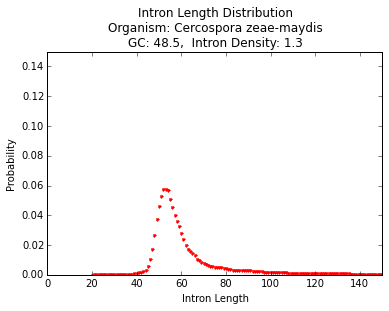 Intron Length Distribution
Organism: Cercospora zeae-maydis
GC: 48.5,  Intron Density: 1.3
0.14
0.12
0.10
0.08
0.06
0.04
0.02
0.00
Probability
0 20 40 60 80 100 120 140
Intron Length